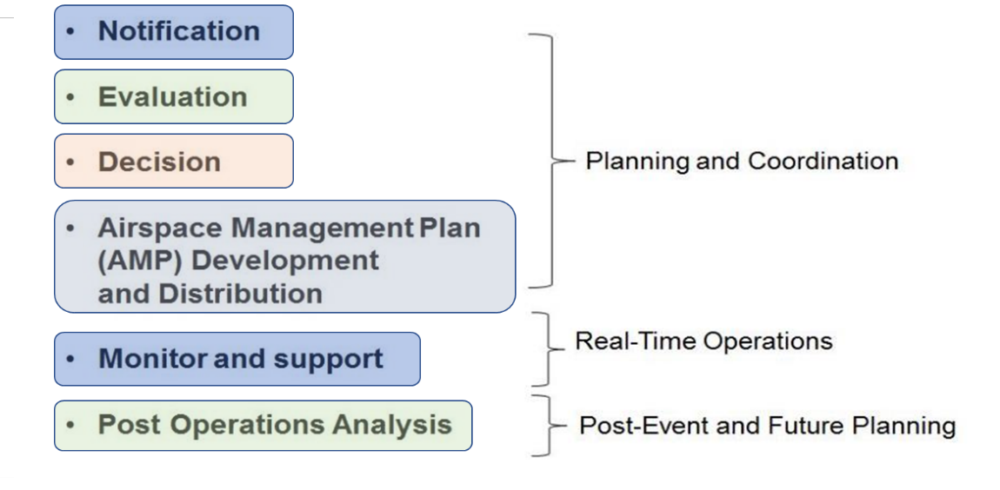 • Notification
• Evaluation
• Decision
• Airspace Management Plan
(AMP) Development
and Distribution
Planning and Coordination
• Monitor and support
Real-Time Operations
• Post Operations Analysis
Post-Event and Future Planning